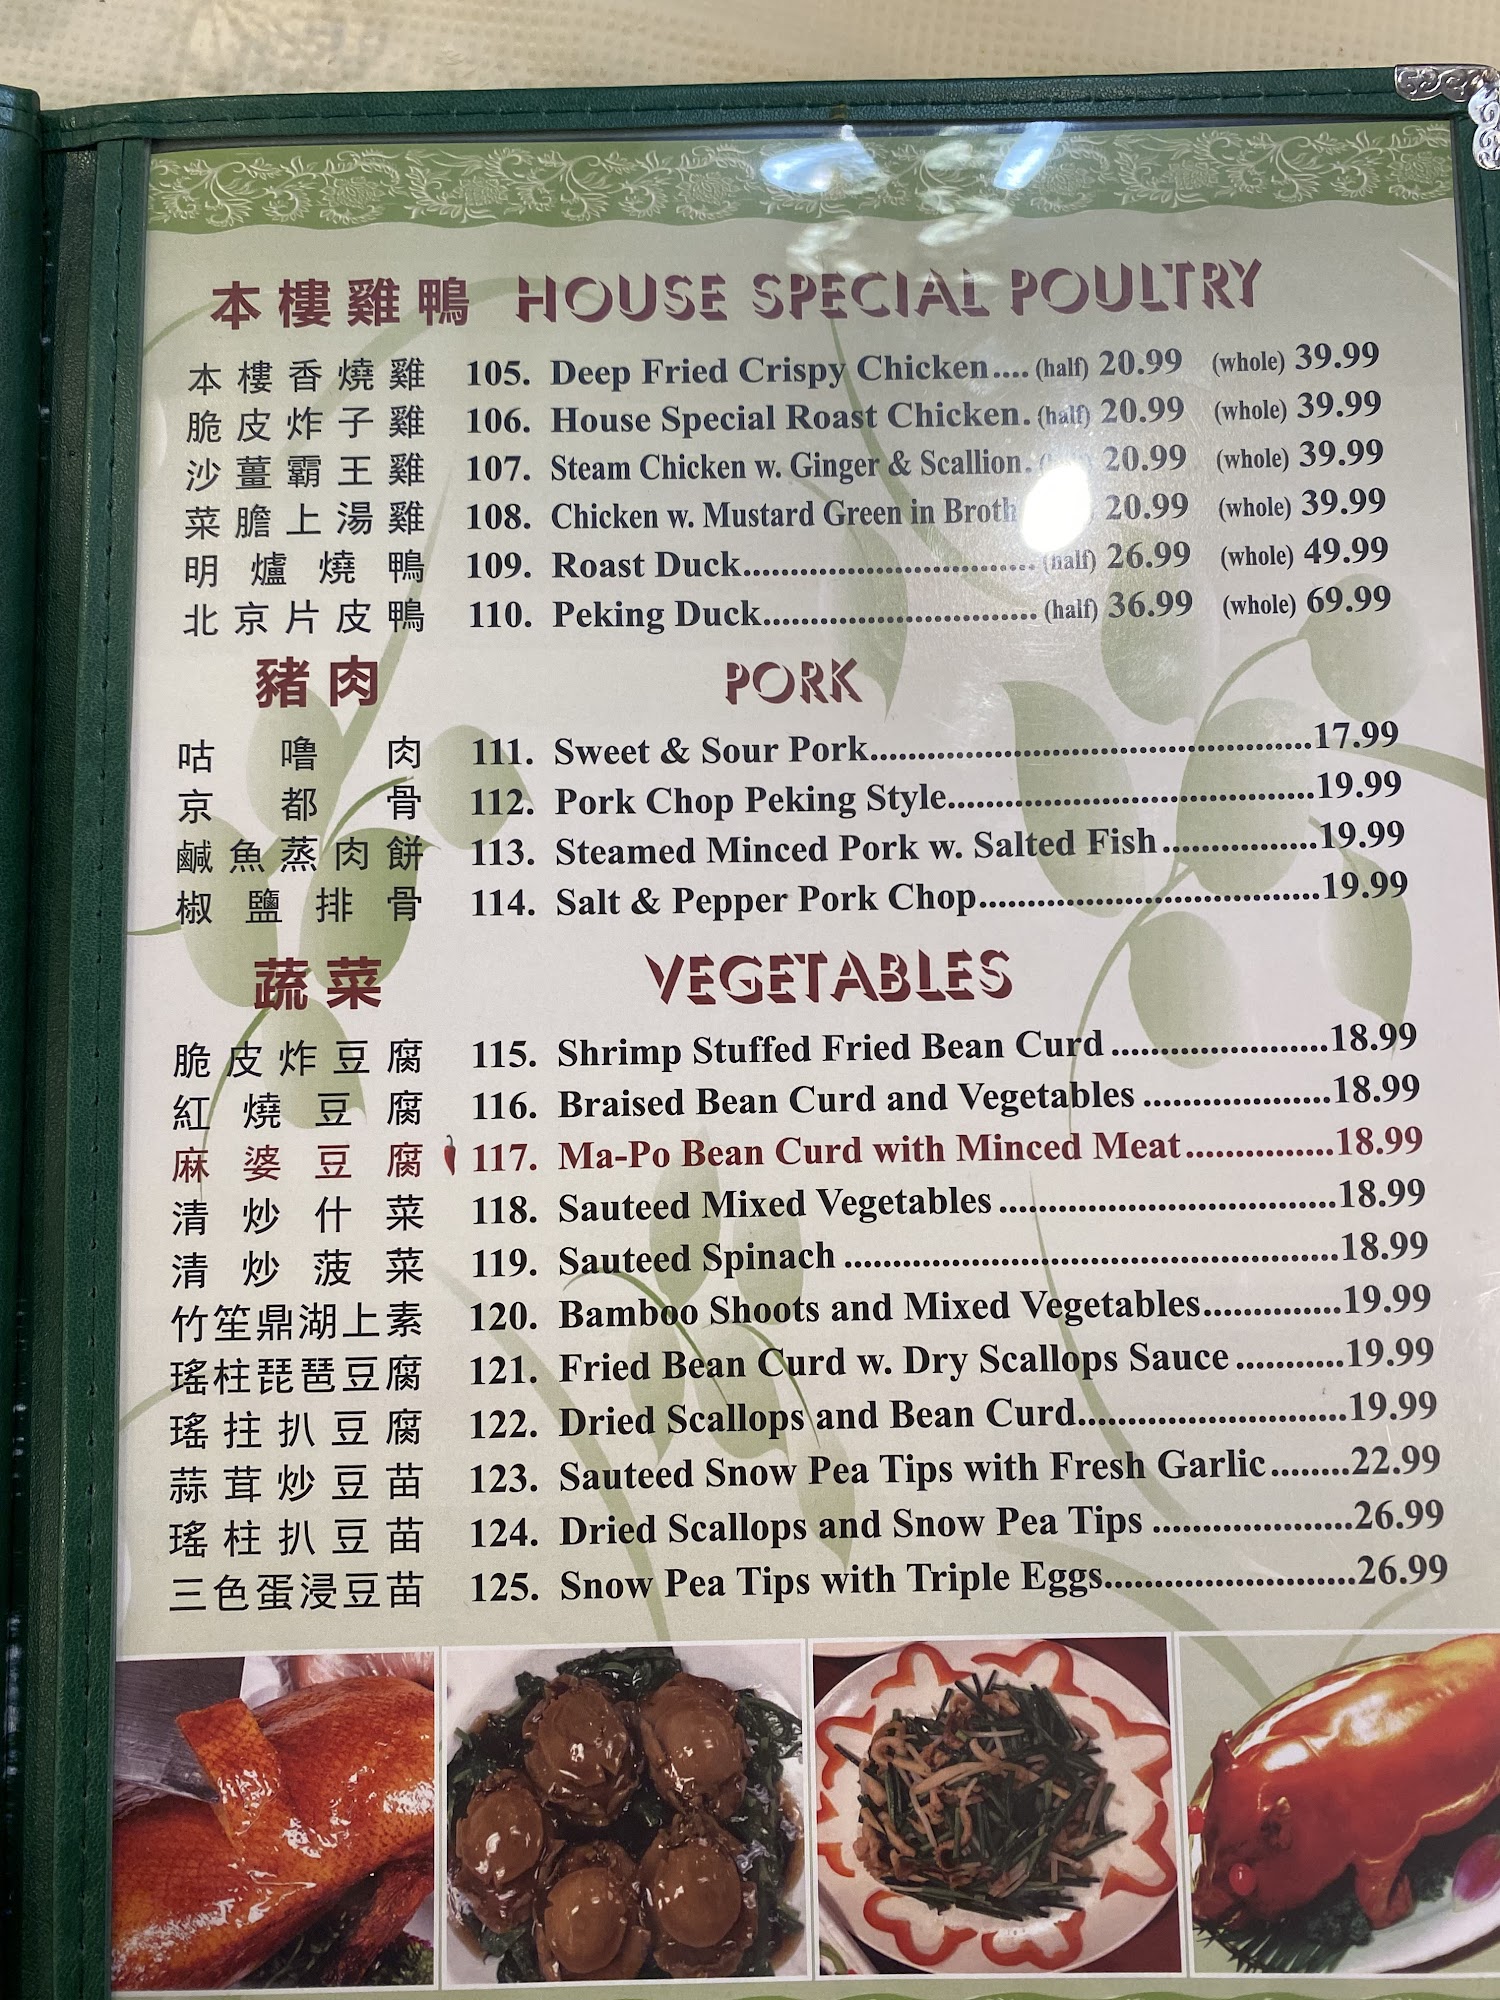 本樓雞鴨 HOUSE SPECIAL POULTRY
本樓香燒雞 105. Deep Fried Crispy Chicken.... (half) 20.99 (whole) 39.99
脆皮炸子雞 106. House Special Roast Chicken. (half) 20.99 (whole) 39.99
沙薑霸王雞 107. Steam Chicken w. Ginger & Scallion. 20.99 (whole) 39.99
菜膽上湯雞 108. Chicken w. Mustard Green in Broth 20.99 (whole) 39.99
明爐燒鴨 109. Roast Duck............................... (half) 26.99 (whole) 49.99
北京片皮鴨 110. Peking Duck............................. (half) 36.99 (whole) 69.99
豬肉 PORK
咕嚕肉 111. Sweet & Sour Pork...............................................17.99
京都骨 112. Pork Chop Peking Style.......................................19.99
鹹魚蒸肉餅 113. Steamed Minced Pork w. Salted Fish................19.99
椒鹽排骨 114. Salt & Pepper Pork Chop....................................19.99
蔬菜 VEGETABLES
脆皮炸豆腐 115. Shrimp Stuffed Fried Bean Curd.......................18.99
紅燒豆腐 116. Braised Bean Curd and Vegetables....................18.99
麻婆豆腐 117. Ma-Po Bean Curd with Minced Meat................18.99
清炒什菜 118. Sauteed Mixed Vegetables....................................18.99
清炒菠菜 119. Sauteed Spinach....................................................18.99
竹笙鼎湖上素 120. Bamboo Shoots and Mixed Vegetables...............19.99
瑤柱琵琶豆腐 121. Fried Bean Curd w. Dry Scallops Sauce...........19.99
瑤拄扒豆腐 122. Dried Scallops and Bean Curd............................19.99
蒜茸炒豆苗 123. Sauteed Snow Pea Tips with Fresh Garlic........22.99
瑤柱扒豆苗 124. Dried Scallops and Snow Pea Tips.....................26.99
三色蛋浸豆苗 125. Snow Pea Tips with Triple Eggs..........................26.99